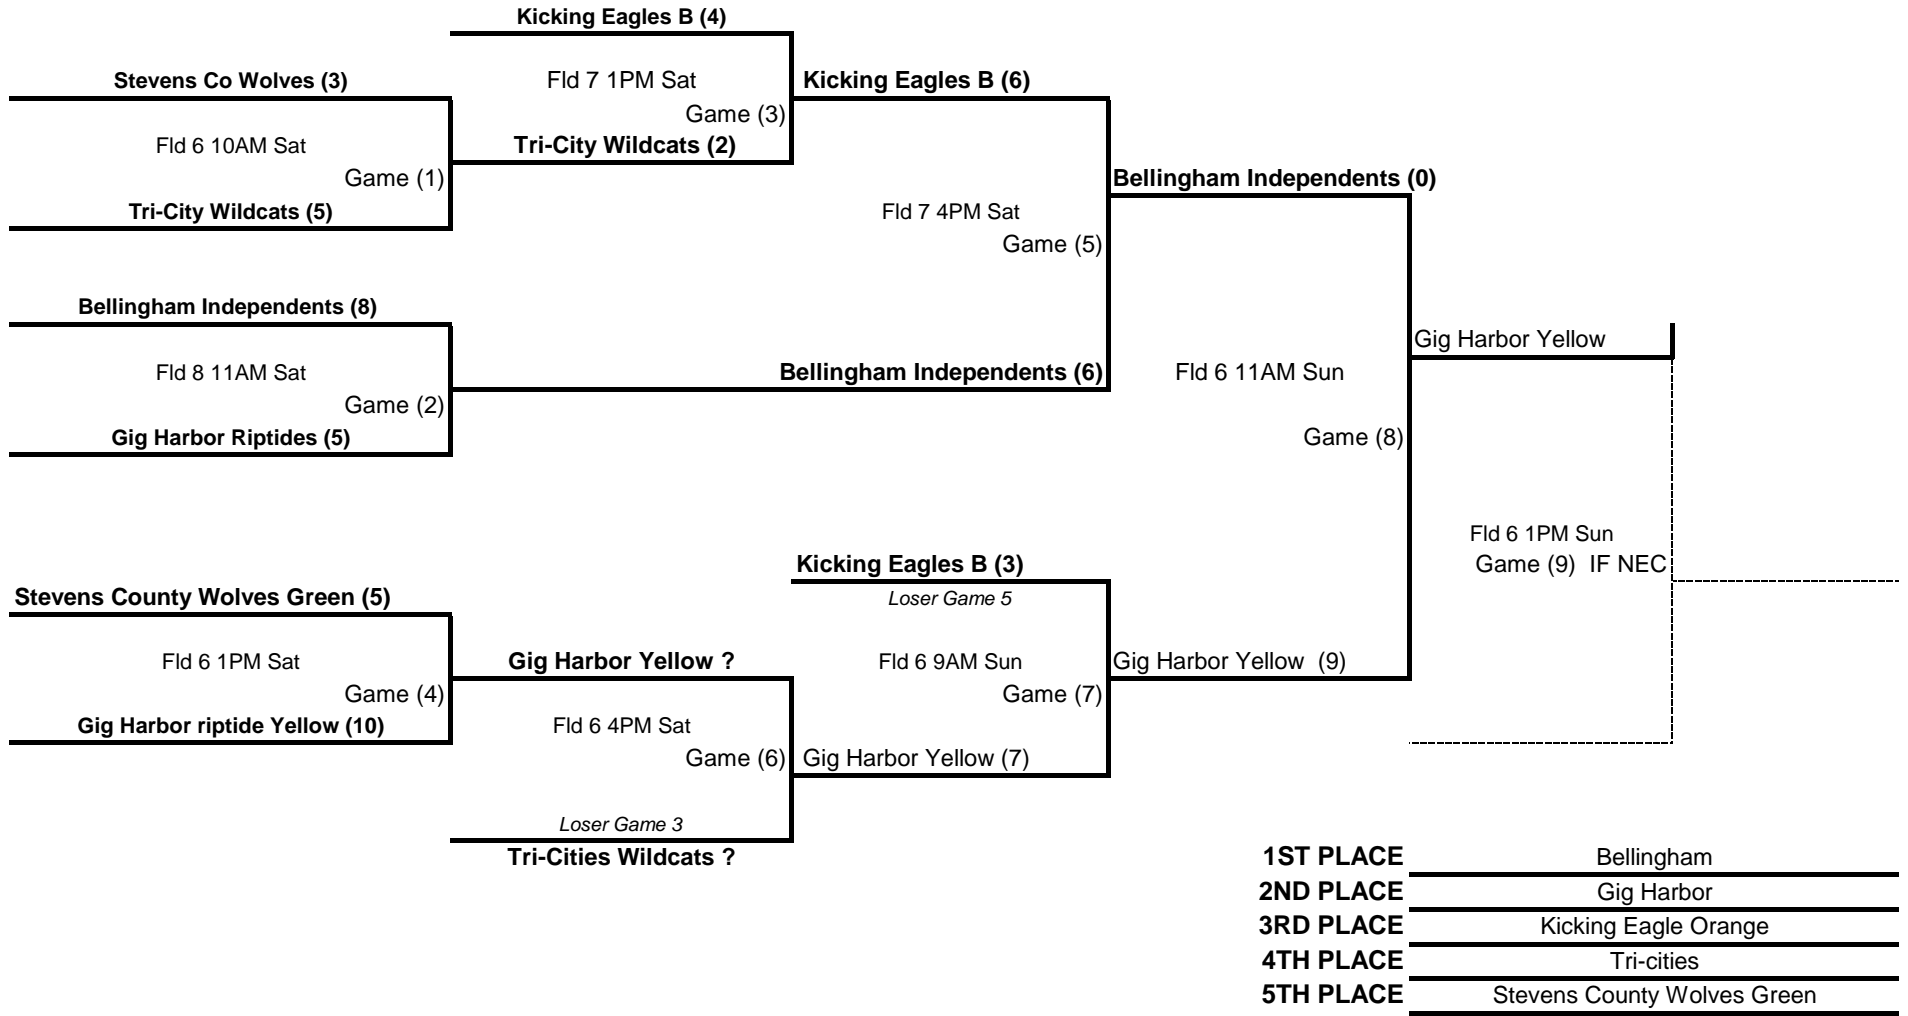 Kicking Eagles B (4)
Stevens Co Wolves (3)
Fld 7 1PM Sat
Kicking Eagles B (6)
Game (3)
Fld 6 10AM Sat
Tri-City Wildcats (2)
Game (1)
Bellingham Independents (0)
Tri-City Wildcats (5)
Fld 7 4PM Sat
Game (5)
Bellingham Independents (8)
Gig Harbor Yellow
Fld 8 11AM Sat
Bellingham Independents (6)
Fld 6 11AM Sun
Game (2)
Gig Harbor Riptides (5)
Game (8)
Fld 6 1PM Sun
Kicking Eagles B (3)
Game (9) IF NEC
Stevens County Wolves Green (5)
Loser Game 5
Fld 6 1PM Sat
Gig Harbor Yellow ?
Fld 6 9AM Sun
Gig Harbor Yellow (9)
Game (4)
Game (7)
Gig Harbor riptide Yellow (10)
Fld 6 4PM Sat
Game (6)
Gig Harbor Yellow (7)
Loser Game 3
Tri-Cities Wildcats ?
1ST PLACE Bellingham
2ND PLACE Gig Harbor
3RD PLACE Kicking Eagle Orange
4TH PLACE Tri-cities
5TH PLACE Stevens County Wolves Green